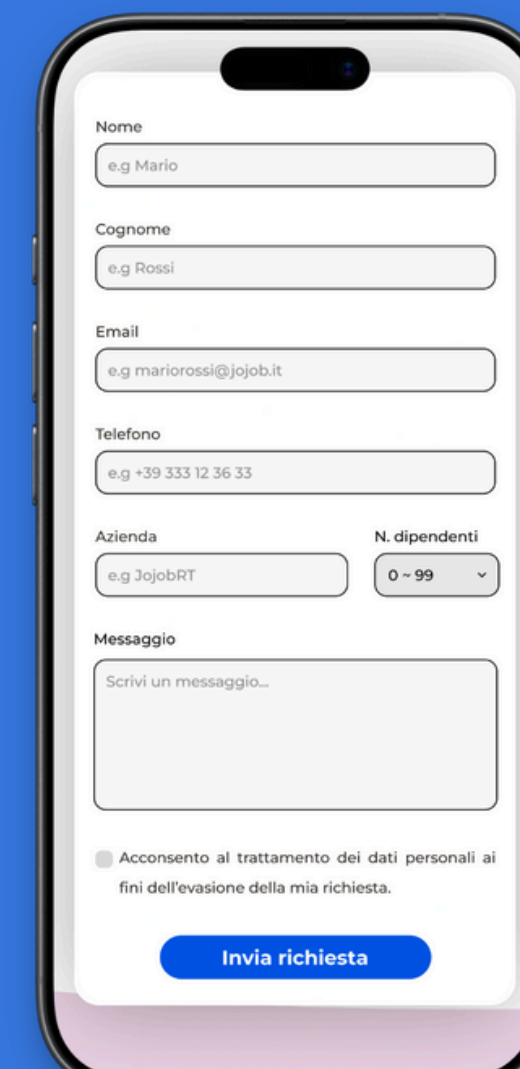 Nome
e.g Mario
Cognome
e.g Rossi
Email
e.g mariorossi@jojob.it
Telefono
e.g +39 333 12 36 33
Azienda
N. dipendenti
e.g JojobRT
0 ~ 99
Messaggio
Scrivi un messaggio...
Acconsento al trattamento dei dati personali ai
fini dell'evasione della mia richiesta.
Invia richiesta